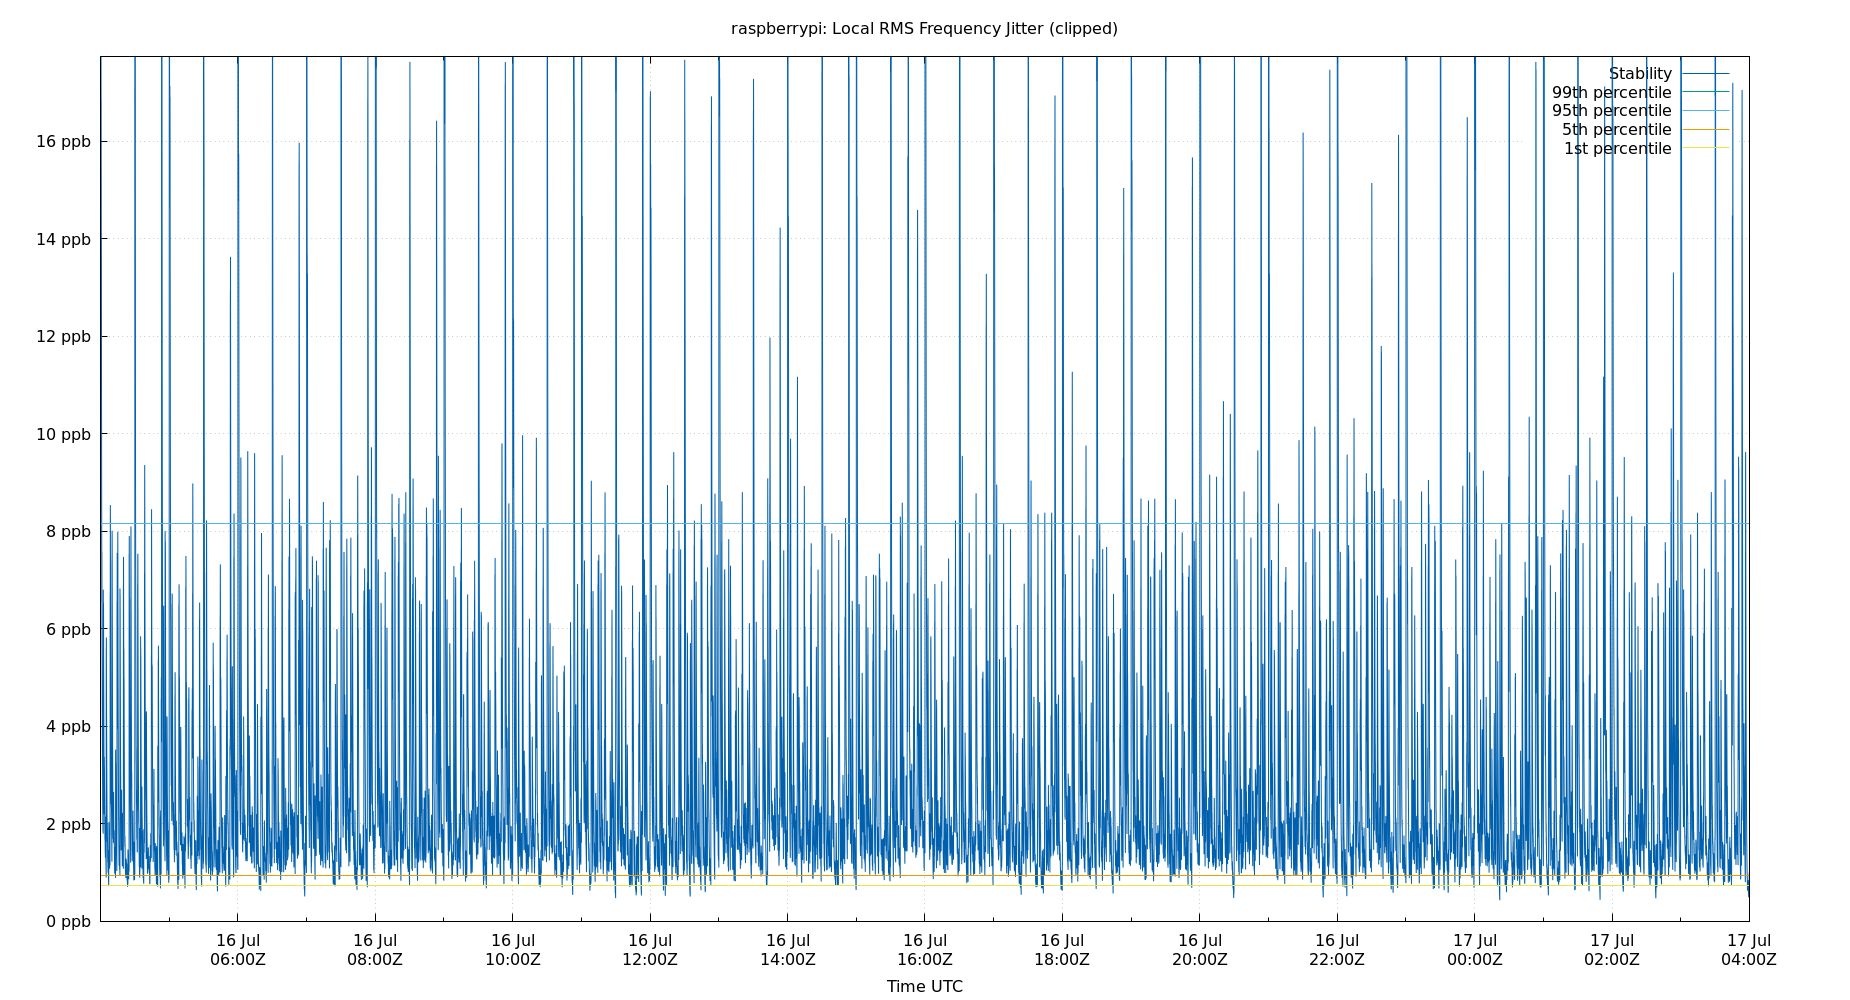 raspberrypi: Local RMS Frequency Jitter (clipped)
Stability
99th percentile
95th percentile
5th percentile
1st percentile
16 ppb
14 ppb
12 ppb
10 ppb
8 ppb
6 ppb
4 ppb
2 ppb
0 ppb
16 Jul 16 Jul 16 Jul 16 Jul 16 Jul 16 Jul 16 Jul 16 Jul 16 Jul 17 Jul 17 Jul 17 Jul
06:00Z 08:00Z 10:00Z 12:00Z 14:00Z 16:00Z 18:00Z 20:00Z 22:00Z 00:00Z 02:00Z 04:00Z
Time UTC